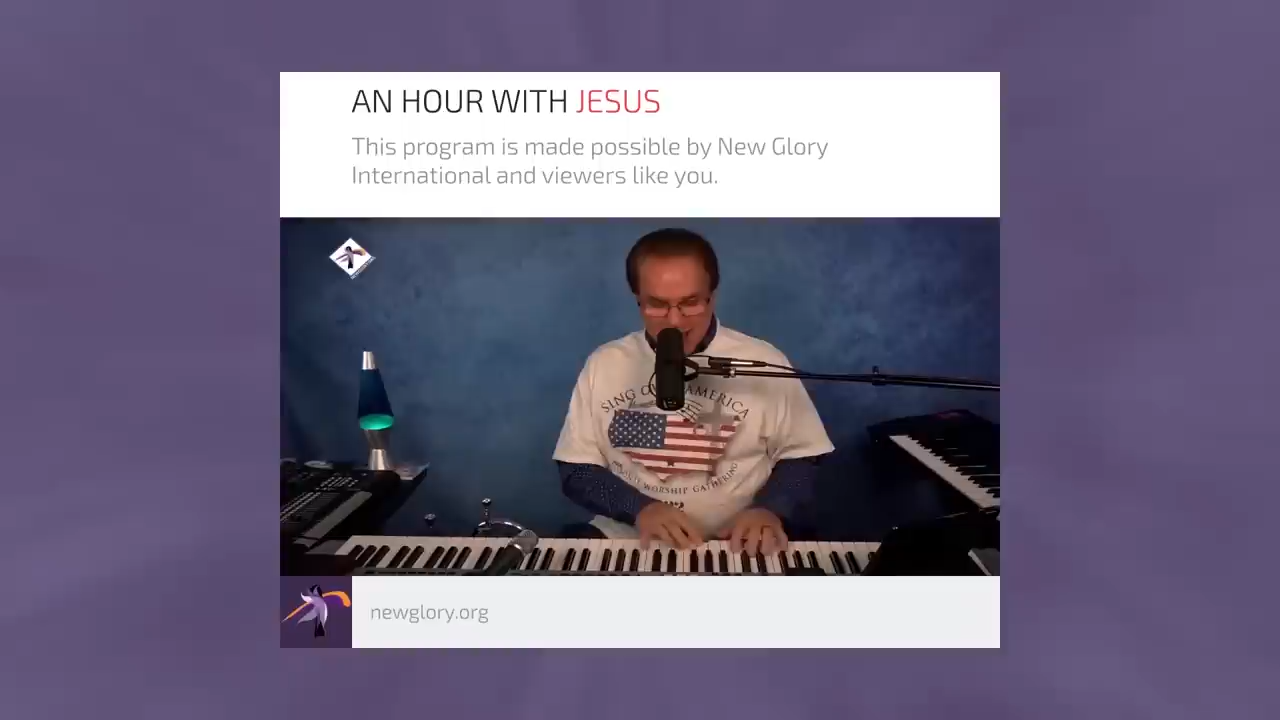 AN HOUR WITH JESUS
This program is made possible by New Glory
International and viewers like you.
SING AMERICA
WORSHIP GATHERING
newglory.org